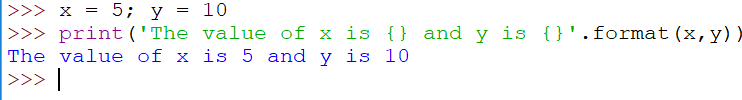 >>> x = 5; y = 10
>>> print('The value of x is {} and y is {}'.format(x,y))
The value of x is 5 and y is 10
>>>